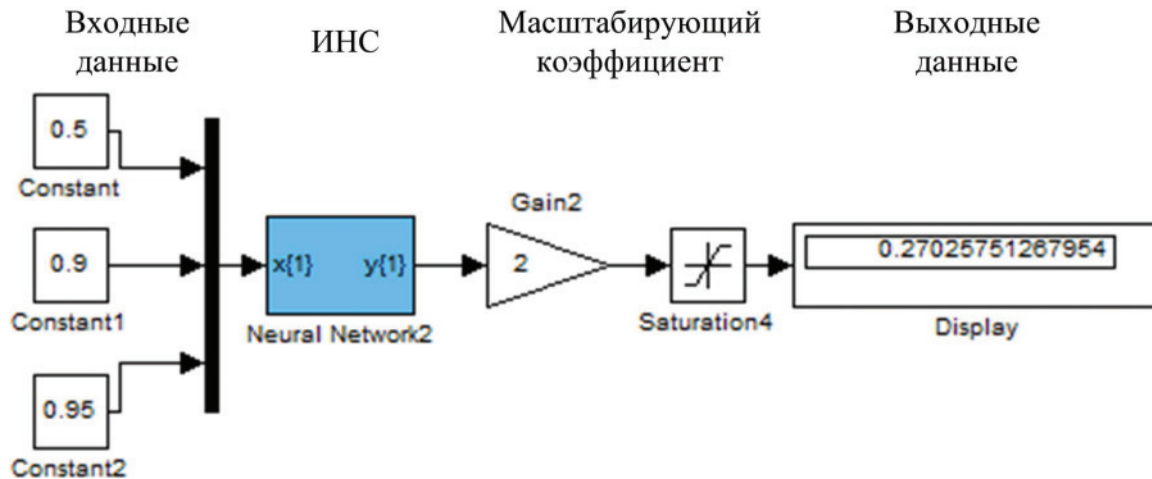 Входные
данные
ИНС
Масштабирующий
коэффициент
Выходные
данные
0.5
Constant
0.9
Constant1
0.95
Constant2
x{1} y{1}
Neural Network2
Gain2
2
Saturation4
0.27025751267954
Display